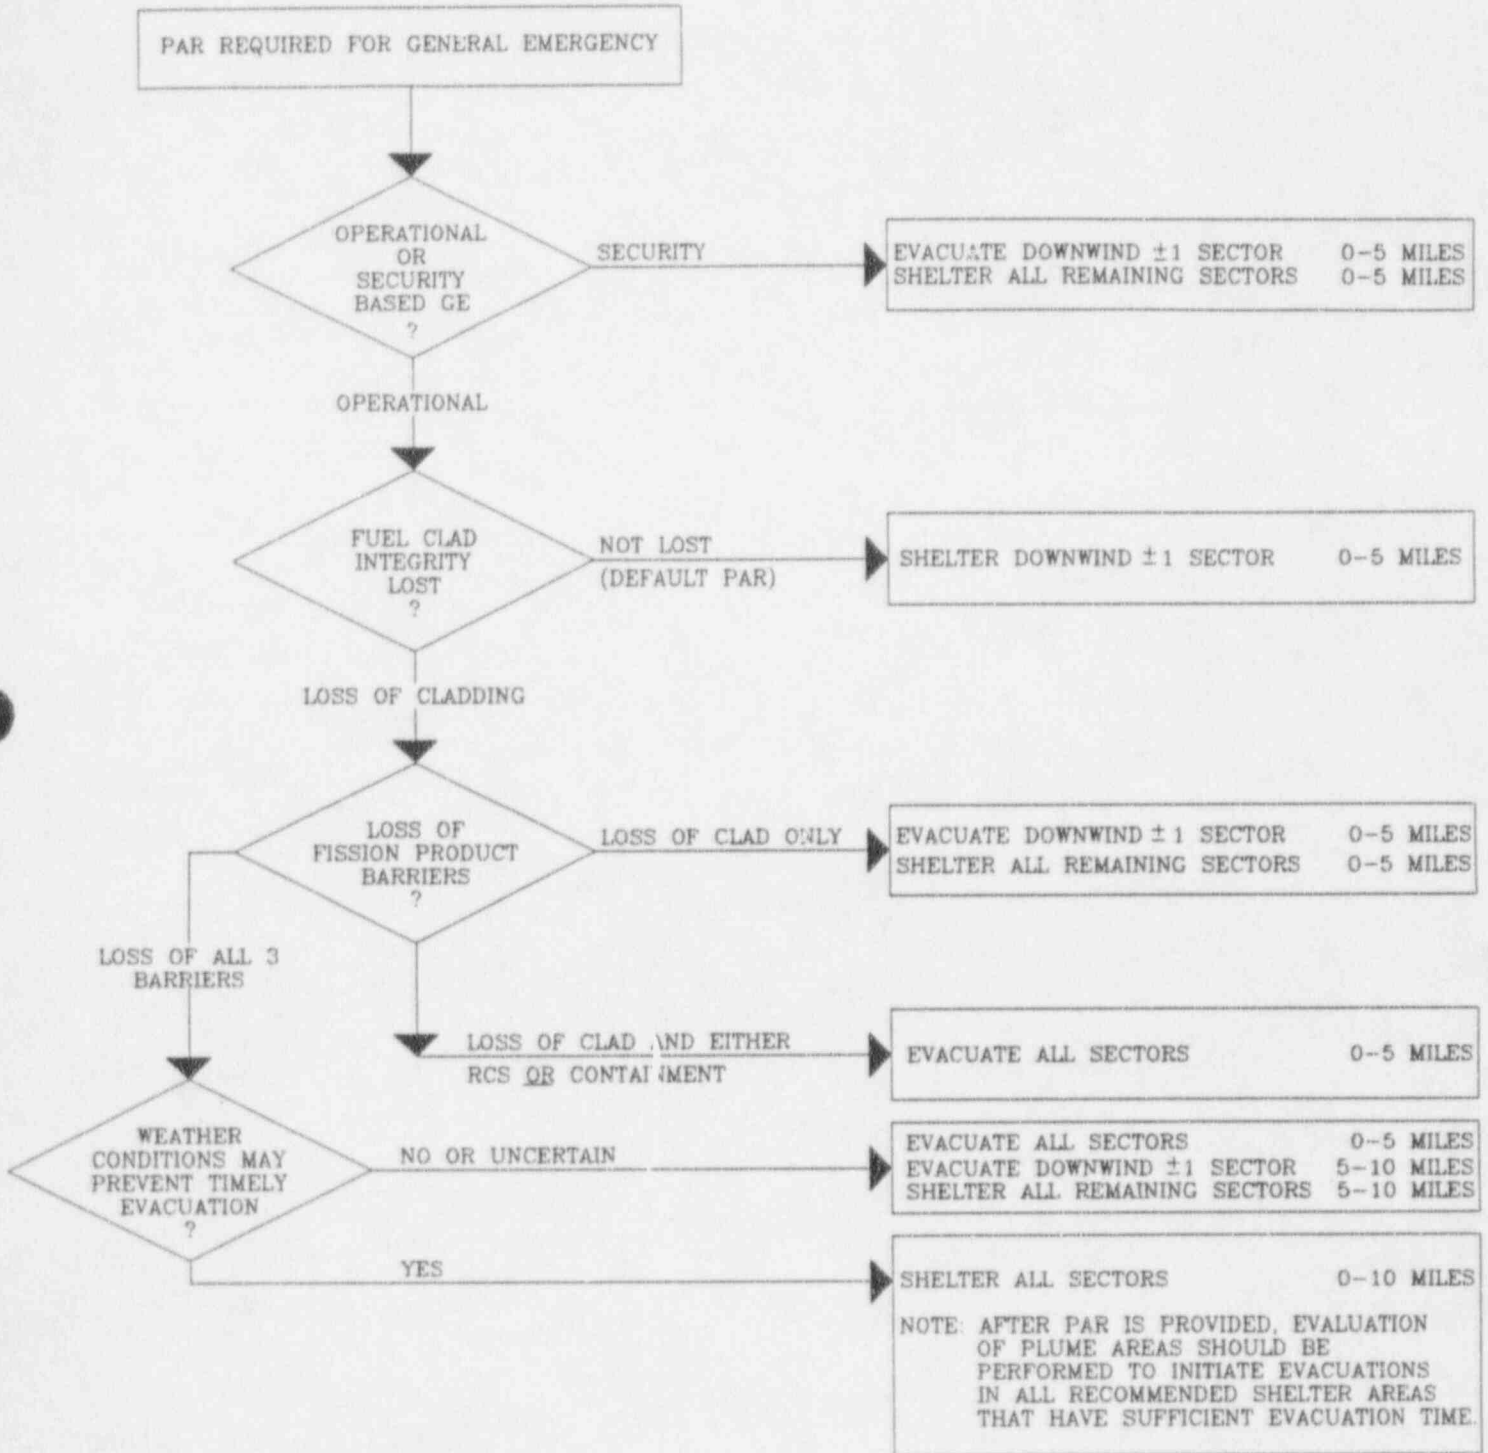 PAR REQUIRED FOR GENERAL EMERGENCY
OPERATIONAL
OR
SECURITY
BASED GE
?
SECURITY
EVACUATE DOWNWIND ±1 SECTOR 0-5 MILES
SHELTER ALL REMAINING SECTORS 0-5 MILES
OPERATIONAL
FUEL CLAD
INTEGRITY
LOST
?
NOT LOST
(DEFAULT PAR)
SHELTER DOWNWIND ±1 SECTOR 0-5 MILES
LOSS OF CLADDING
LOSS OF
FISSION PRODUCT
BARRIERS
?
LOSS OF CLAD ONLY
EVACUATE DOWNWIND ±1 SECTOR 0-5 MILES
SHELTER ALL REMAINING SECTORS 0-5 MILES
LOSS OF ALL 3
BARRIERS
LOSS OF CLAD AND EITHER
RCS OR CONTAINMENT
EVACUATE ALL SECTORS 0-5 MILES
WEATHER
CONDITIONS MAY
PREVENT TIMELY
EVACUATION
?
NO OR UNCERTAIN
EVACUATE ALL SECTORS 0-5 MILES
EVACUATE DOWNWIND ±1 SECTOR 5-10 MILES
SHELTER ALL REMAINING SECTORS 5-10 MILES
YES
SHELTER ALL SECTORS 0-10 MILES
NOTE: AFTER PAR IS PROVIDED, EVALUATION
OF PLUME AREAS SHOULD BE
PERFORMED TO INITIATE EVACUATIONS
IN ALL RECOMMENDED SHELTER AREAS
THAT HAVE SUFFICIENT EVACUATION TIME.